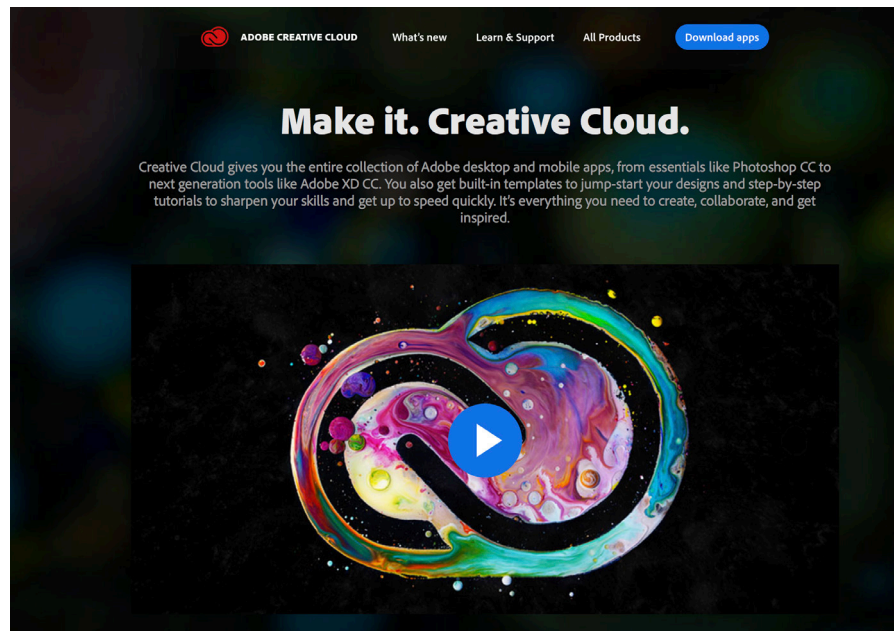 ADOBE CREATIVE CLOUD What's new Learn & Support All Products Download apps
Make it. Creative Cloud.
Creative Cloud gives you the entire collection of Adobe desktop and mobile apps, from essentials like Photoshop CC to
next generation tools like Adobe XD CC. You also get built-in templates to jump-start your designs and step-by-step
tutorials to sharpen your skills and get up to speed quickly. It's everything you need to create, collaborate, and get
inspired.